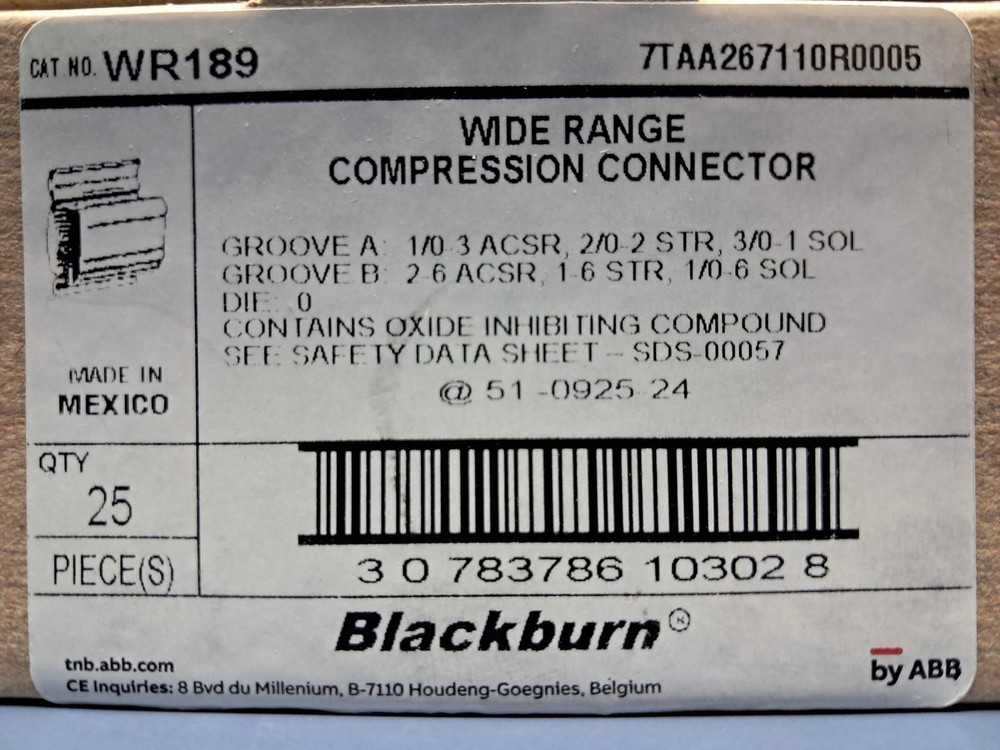 CAT NO. WR189
7TAA267110R0005
WIDE RANGE
COMPRESSION CONNECTOR
GROOVE A: 1/0-3 ACSR, 2/0-2 STR, 3/0-1 SOL
GROOVE B: 2-6 ACSR, 1-6 STR, 1/0-6 SOL
DIE: 0
CONTAINS OXIDE INHIBITING COMPOUND
SEE SAFETY DATA SHEET - SDS-00057
@ 51 -0925-24
MADE IN
MEXICO
QTY
25
PIECE(S)
3 0 783786 10302 8
Blackburn®
tnb.abb.com
CE Inquiries: 8 Bvd du Millenium, B-7110 Houdeng-Goegnies, Belgium
by ABB